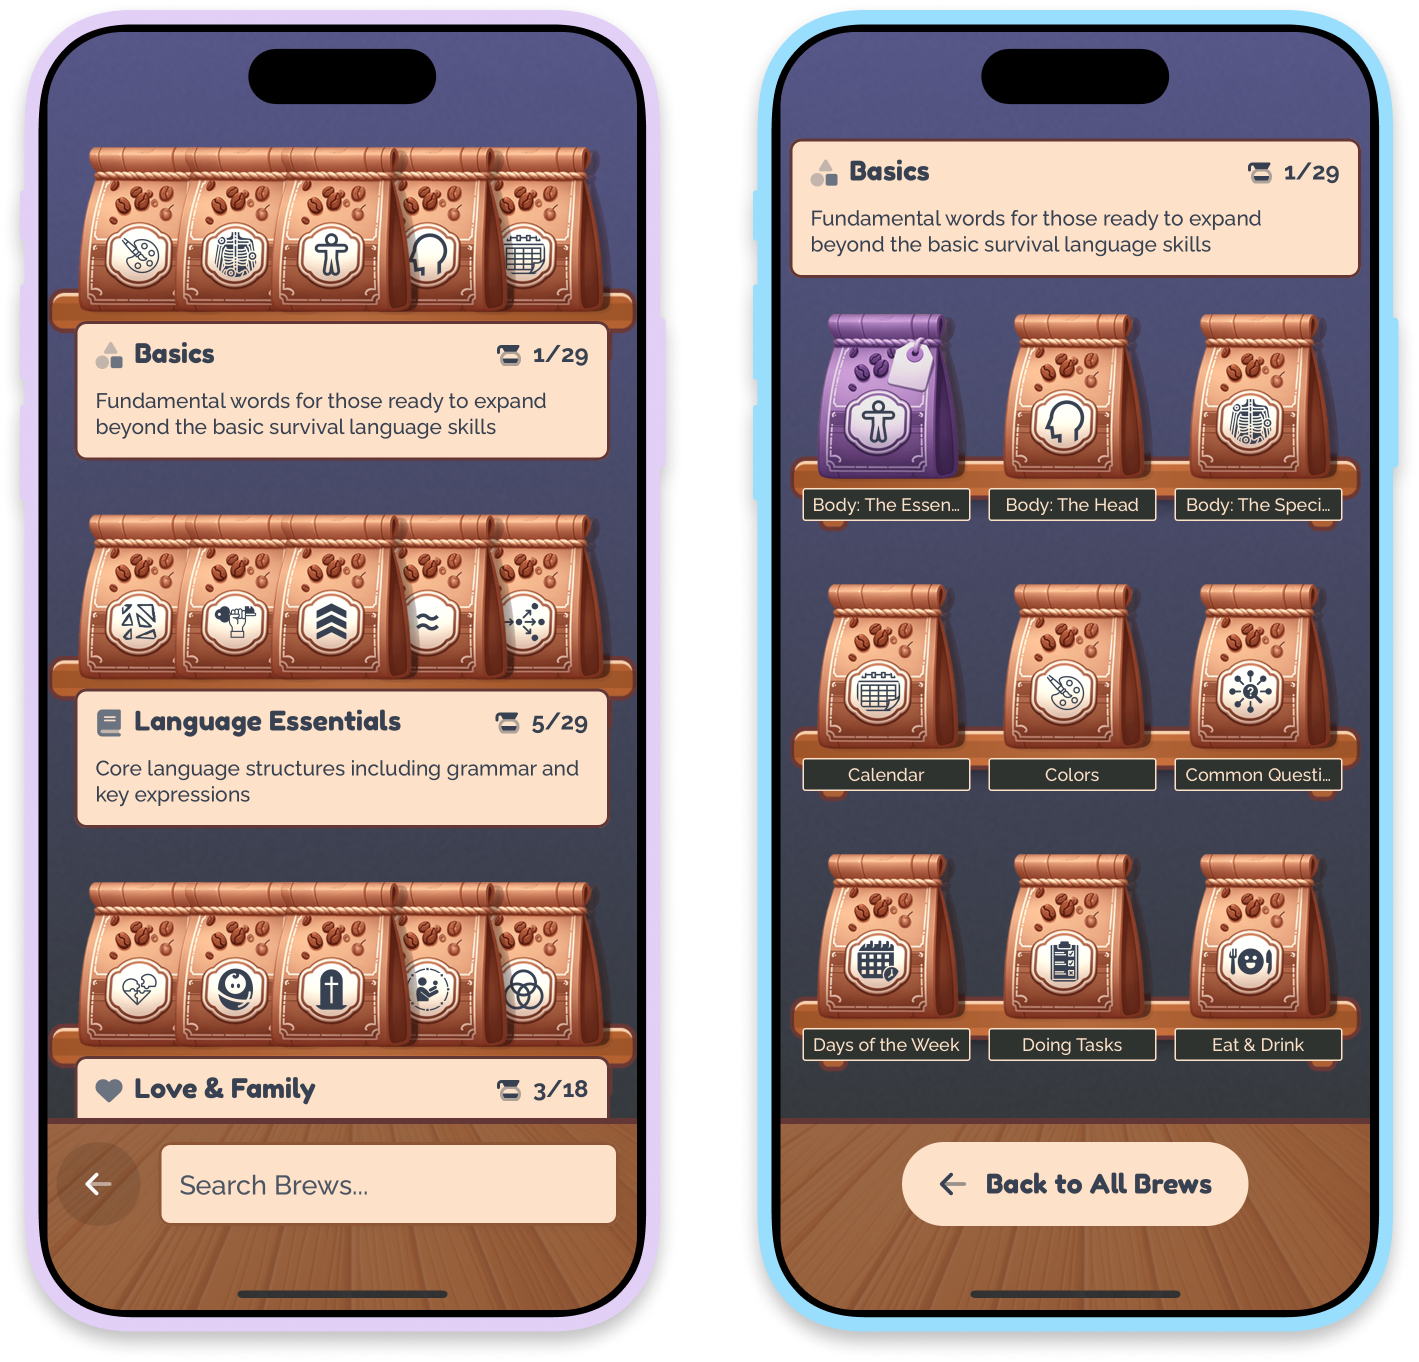 Basics
1/29
Fundamental words for those ready to expand
beyond the basic survival language skills
Language Essentials
5/29
Core language structures including grammar and
key expressions
Love & Family
3/18
Search Brews...
Basics
1/29
Fundamental words for those ready to expand
beyond the basic survival language skills
Body: The Essen...
Body: The Head
Body: The Speci...
Calendar
Colors
Common Questi...
Days of the Week
Doing Tasks
Eat & Drink
Back to All Brews